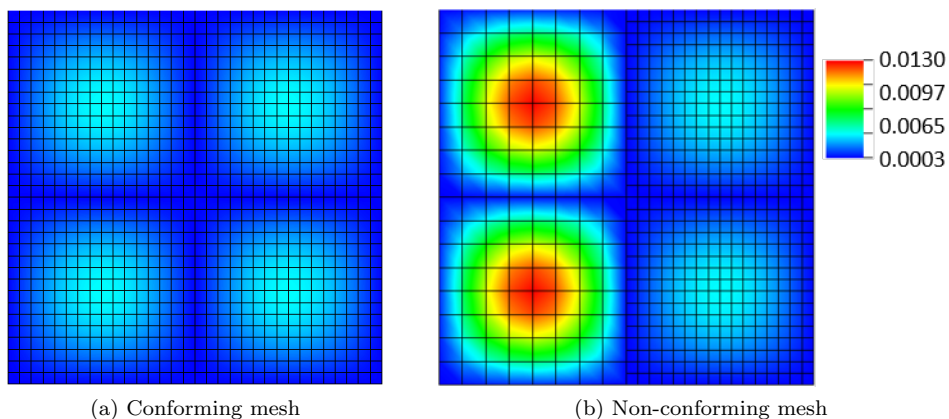 0.0130
0.0097
0.0065
0.0003
(a) Conforming mesh
(b) Non-conforming mesh